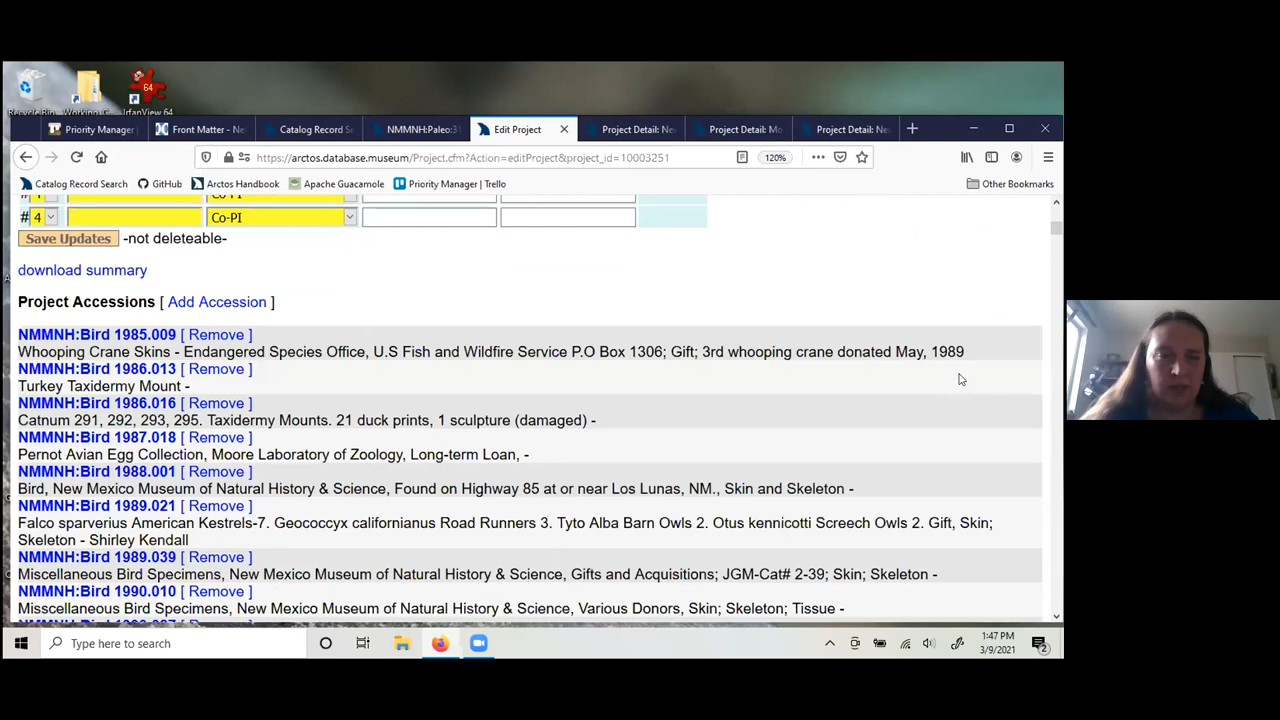 64
Recycle Bin
Working_C...
IrfanView 64
Priority Manager
Front Matter - Ne
Catalog Record Se
NMMNH:Paleo:3
Edit Project
Project Detail: Ne
Project Detail: Mo
Project Detail: Ne
https://arctos.database.museum/Project.cfm?Action=editProject&project_id=10003251
120%
Catalog Record Search
GitHub
Arctos Handbook
Apache Guacamole
Priority Manager | Trello
Other Bookmarks
# 4 Co-PI
Save Updates -not deleteable-
download summary
Project Accessions [ Add Accession ]
NMMNH:Bird 1985.009 [ Remove ]
Whooping Crane Skins - Endangered Species Office, U.S Fish and Wildfire Service P.O Box 1306; Gift; 3rd whooping crane donated May, 1989
NMMNH:Bird 1986.013 [ Remove ]
Turkey Taxidermy Mount -
NMMNH:Bird 1986.016 [ Remove ]
Catnum 291, 292, 293, 295. Taxidermy Mounts. 21 duck prints, 1 sculpture (damaged) -
NMMNH:Bird 1987.018 [ Remove ]
Pernot Avian Egg Collection, Moore Laboratory of Zoology, Long-term Loan, -
NMMNH:Bird 1988.001 [ Remove ]
Bird, New Mexico Museum of Natural History & Science, Found on Highway 85 at or near Los Lunas, NM., Skin and Skeleton -
NMMNH:Bird 1989.021 [ Remove ]
Falco sparverius American Kestrels-7. Geococcyx californianus Road Runners 3. Tyto Alba Barn Owls 2. Otus kennicotti Screech Owls 2. Gift, Skin;
Skeleton - Shirley Kendall
NMMNH:Bird 1989.039 [ Remove ]
Miscellaneous Bird Specimens, New Mexico Museum of Natural History & Science, Gifts and Acquisitions; JGM-Cat# 2-39; Skin; Skeleton -
NMMNH:Bird 1990.010 [ Remove ]
Misscellaneous Bird Specimens, New Mexico Museum of Natural History & Science, Various Donors, Skin; Skeleton; Tissue -
Type here to search
1:47 PM
3/9/2021
2